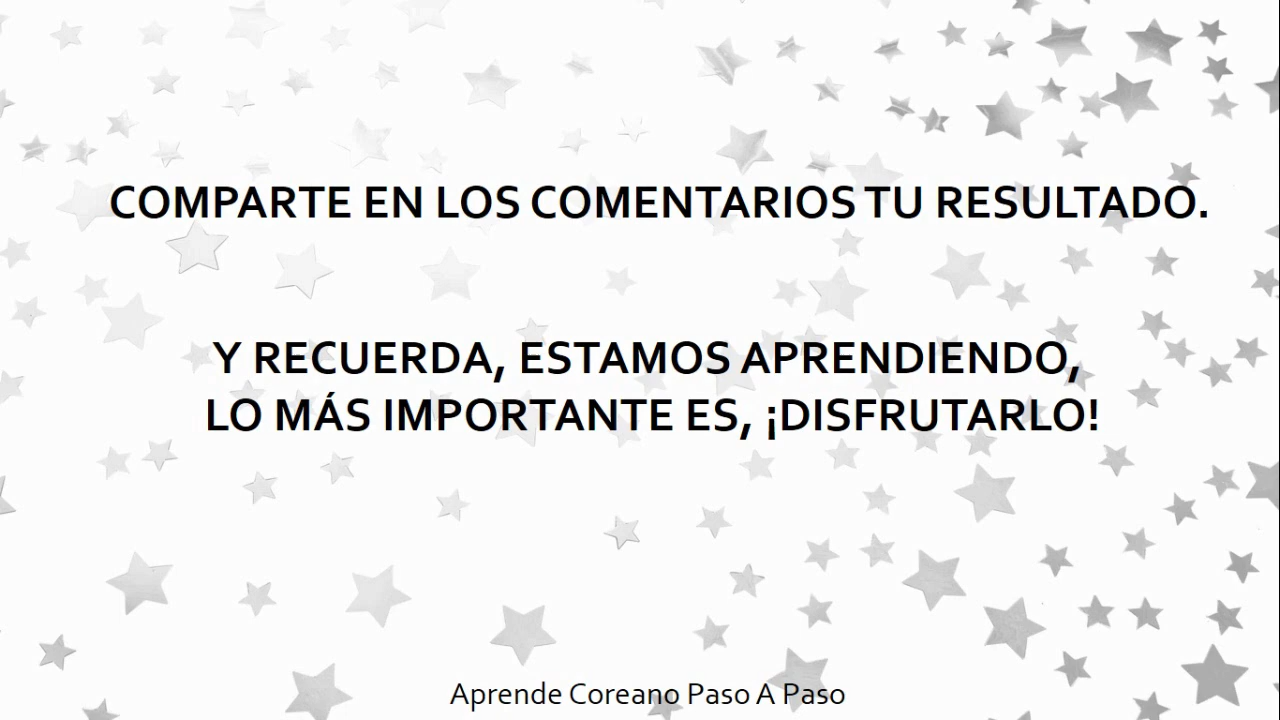 COMPARTE EN LOS COMENTARIOS TU RESULTADO.
Y RECUERDA, ESTAMOS APRENDIENDO,
LO MÁS IMPORTANTE ES, ¡DISFRUTARLO!
Aprende Coreano Paso A Paso